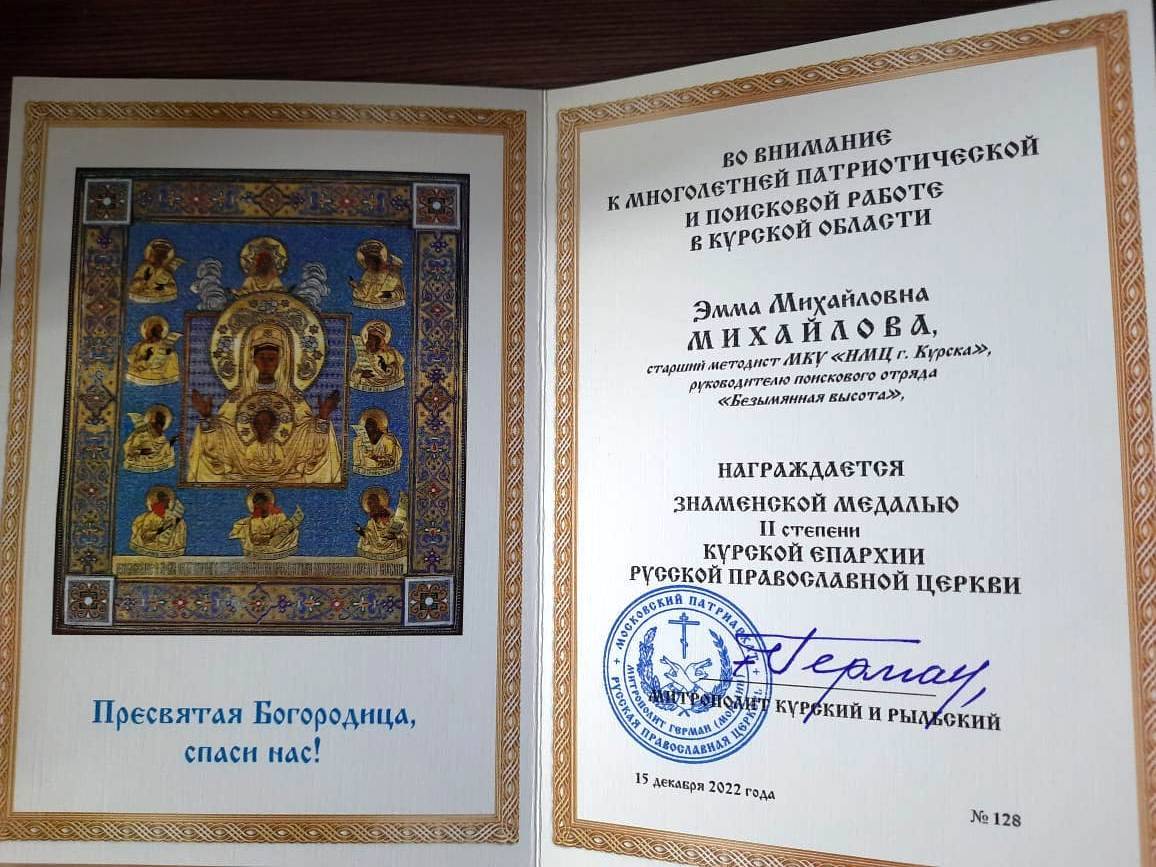 Пресвятая Богородица,
спаси нас!
ВО ВНИМАНИЕ
К МНОГОЛЕТНЕЙ ПАТРИОТИЧЕСКОЙ
И ПОИСКОВОЙ РАБОТЕ
В КУРСКОЙ ОБЛАСТИ
Эмма Михайловна
МИХАЙЛОВА,
старший методист МКУ «НМЦ г. Курска»,
руководителю поискового отряда
«Безымянная высота»,
НАГРАЖДАЕТСЯ
ЗНАМЕНСКОЙ МЕДАЛЬЮ
II степени
КУРСКОЙ ЕПАРХИИ
РУССКОЙ ПРАВОСЛАВНОЙ ЦЕРКВИ
МОСКОВСКИЙ ПАТРИАРХАТ
РУССКАЯ ПРАВОСЛАВНАЯ ЦЕРКОВЬ
МИТРОПОЛИТ ГЕРМАН
+Герман,
МИТРОПОЛИТ КУРСКИЙ И РЫЛЬСКИЙ
15 декабря 2022 года
№ 128